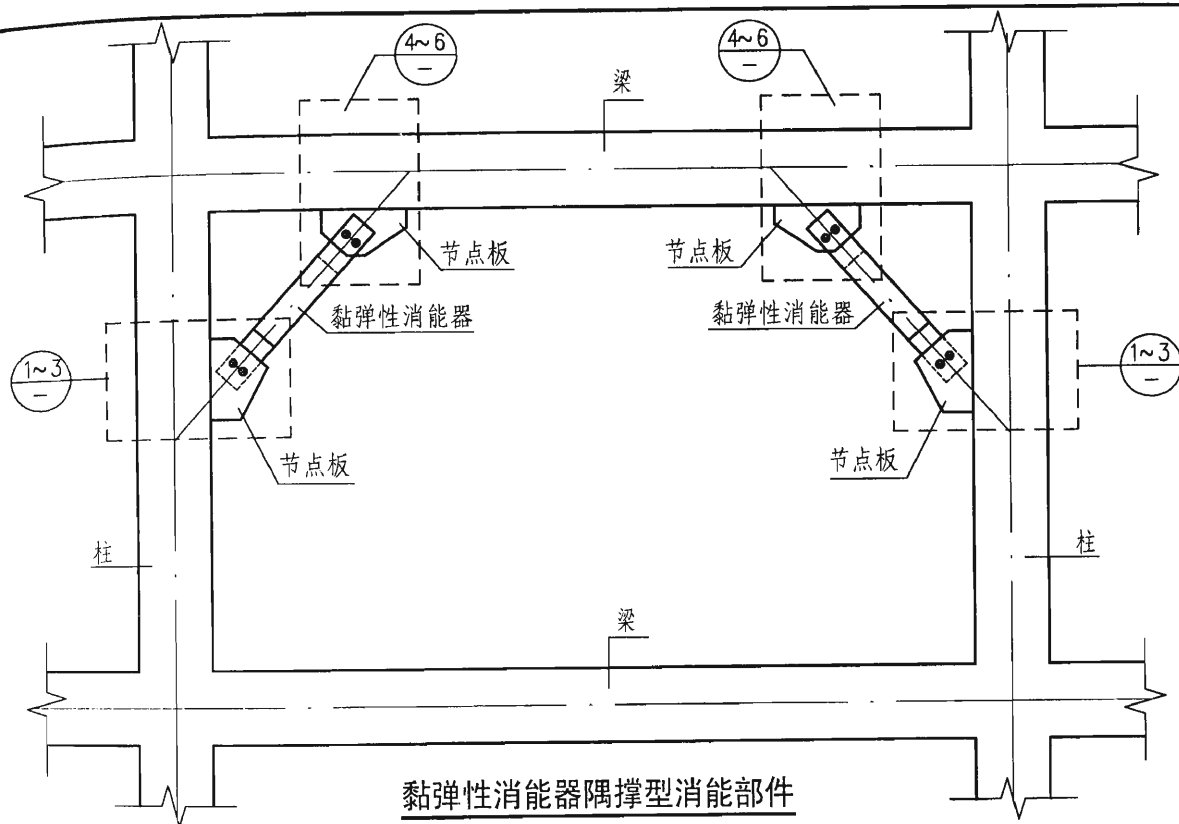 4~6
—
4~6
—
梁
节点板
节点板
黏弹性消能器
黏弹性消能器
1~3
—
1~3
—
节点板
节点板
柱
柱
梁
黏弹性消能器隅撑型消能部件